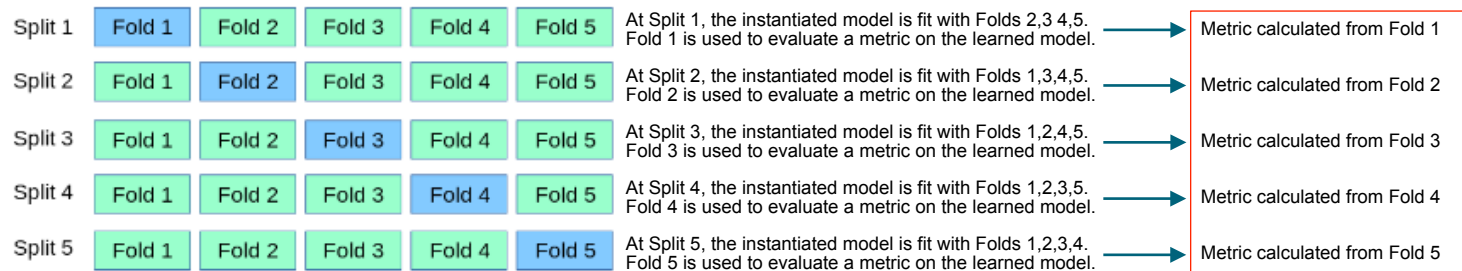 Split 1 Fold 1 Fold 2 Fold 3 Fold 4 Fold 5 At Split 1, the instantiated model is fit with Folds 2,3 4,5.
Fold 1 is used to evaluate a metric on the learned model. Metric calculated from Fold 1
Split 2 Fold 1 Fold 2 Fold 3 Fold 4 Fold 5 At Split 2, the instantiated model is fit with Folds 1,3,4,5.
Fold 2 is used to evaluate a metric on the learned model. Metric calculated from Fold 2
Split 3 Fold 1 Fold 2 Fold 3 Fold 4 Fold 5 At Split 3, the instantiated model is fit with Folds 1,2,4,5.
Fold 3 is used to evaluate a metric on the learned model. Metric calculated from Fold 3
Split 4 Fold 1 Fold 2 Fold 3 Fold 4 Fold 5 At Split 4, the instantiated model is fit with Folds 1,2,3,5.
Fold 4 is used to evaluate a metric on the learned model. Metric calculated from Fold 4
Split 5 Fold 1 Fold 2 Fold 3 Fold 4 Fold 5 At Split 5, the instantiated model is fit with Folds 1,2,3,4.
Fold 5 is used to evaluate a metric on the learned model. Metric calculated from Fold 5